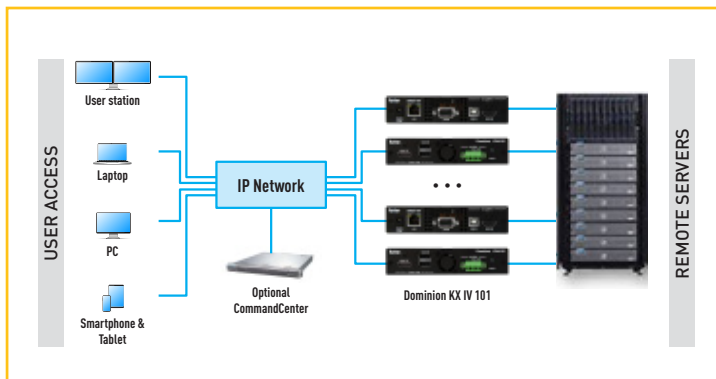 USER ACCESS
User station
Laptop
PC
Smartphone &
Tablet
IP Network
Optional
CommandCenter
• • •
Dominion KX IV 101
REMOTE SERVERS